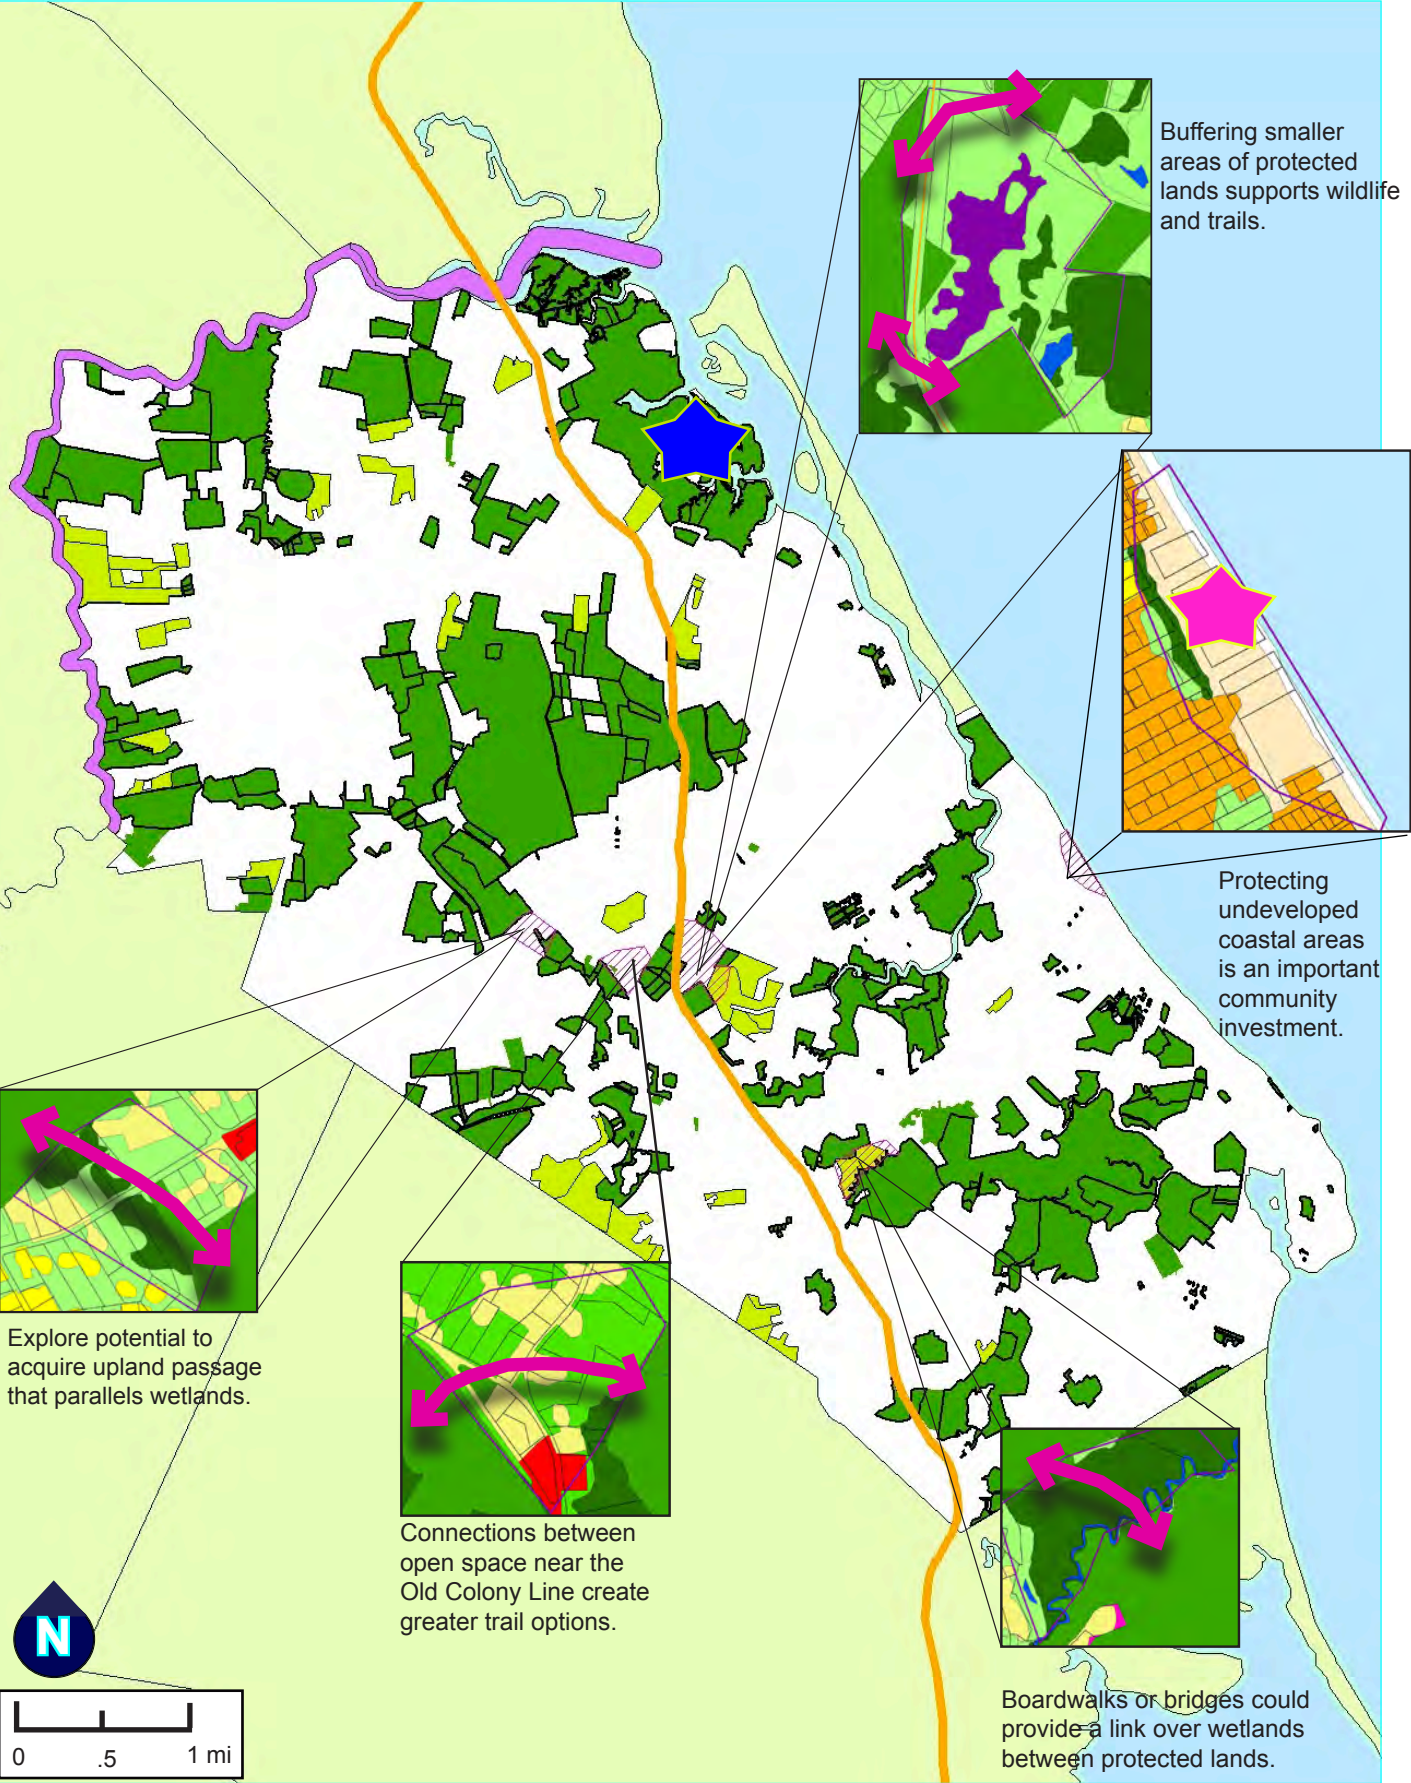 Buffering smaller
areas of protected
lands supports wildlife
and trails.
Protecting
undeveloped
coastal areas
is an important
community
investment.
Explore potential to
acquire upland passage
that parallels wetlands.
Connections between
open space near the
Old Colony Line create
greater trail options.
Boardwalks or bridges could
provide a link over wetlands
between protected lands.
N
0 .5 1 mi